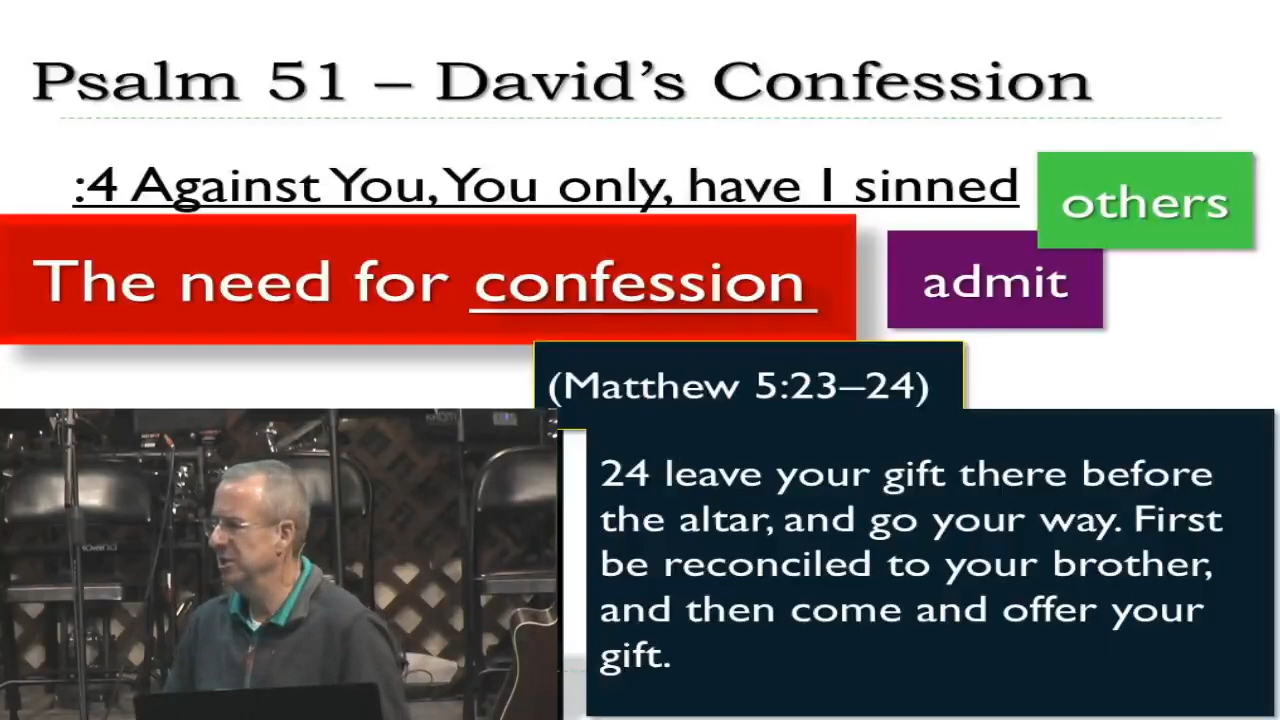 Psalm 51 – David's Confession
:4 Against You, You only, have I sinned
others
The need for confession
admit
(Matthew 5:23–24)
24 leave your gift there before
the altar, and go your way. First
be reconciled to your brother,
and then come and offer your
gift.